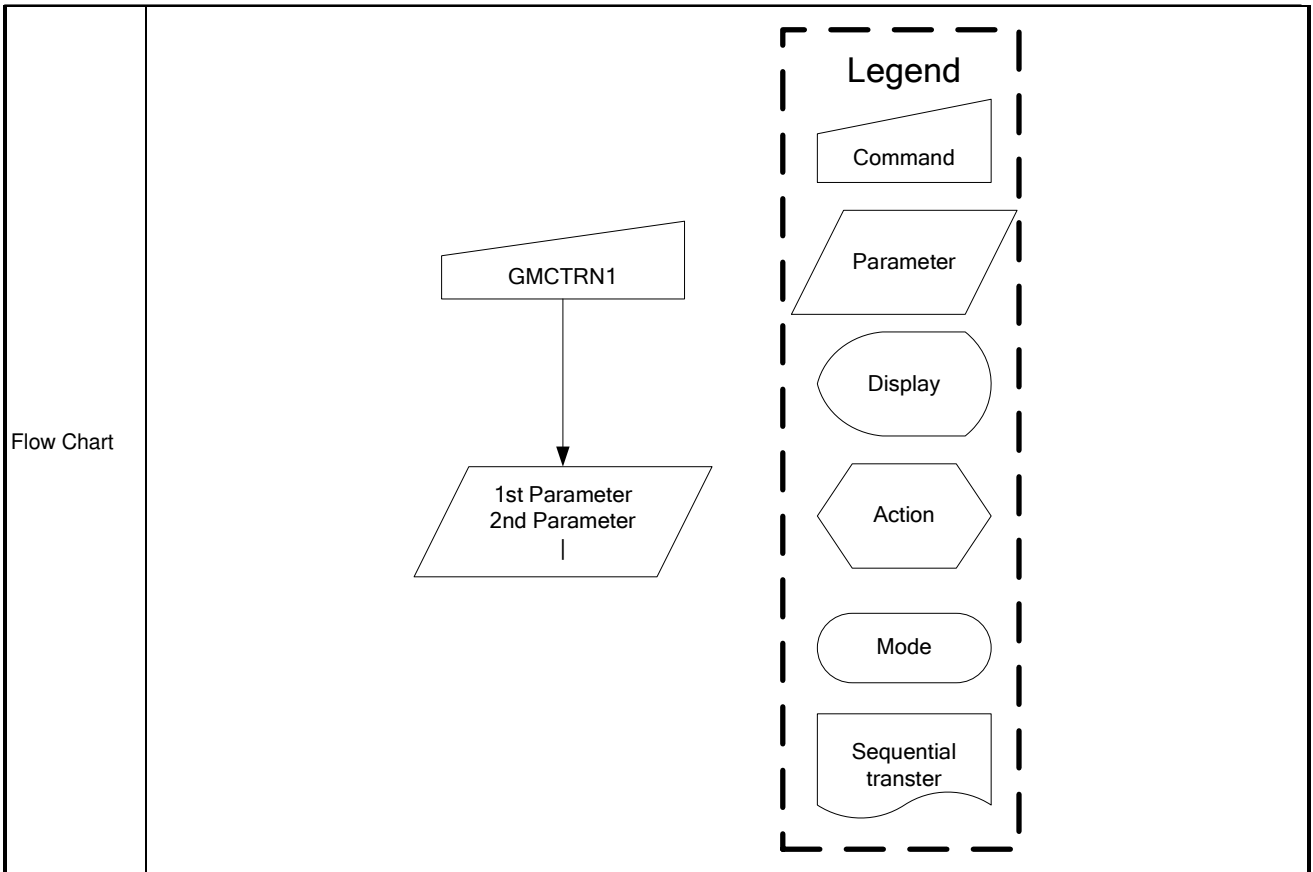 Flow Chart
GMCTRN1
1st Parameter
2nd Parameter
|
Legend
Command
Parameter
Display
Action
Mode
Sequential
transter